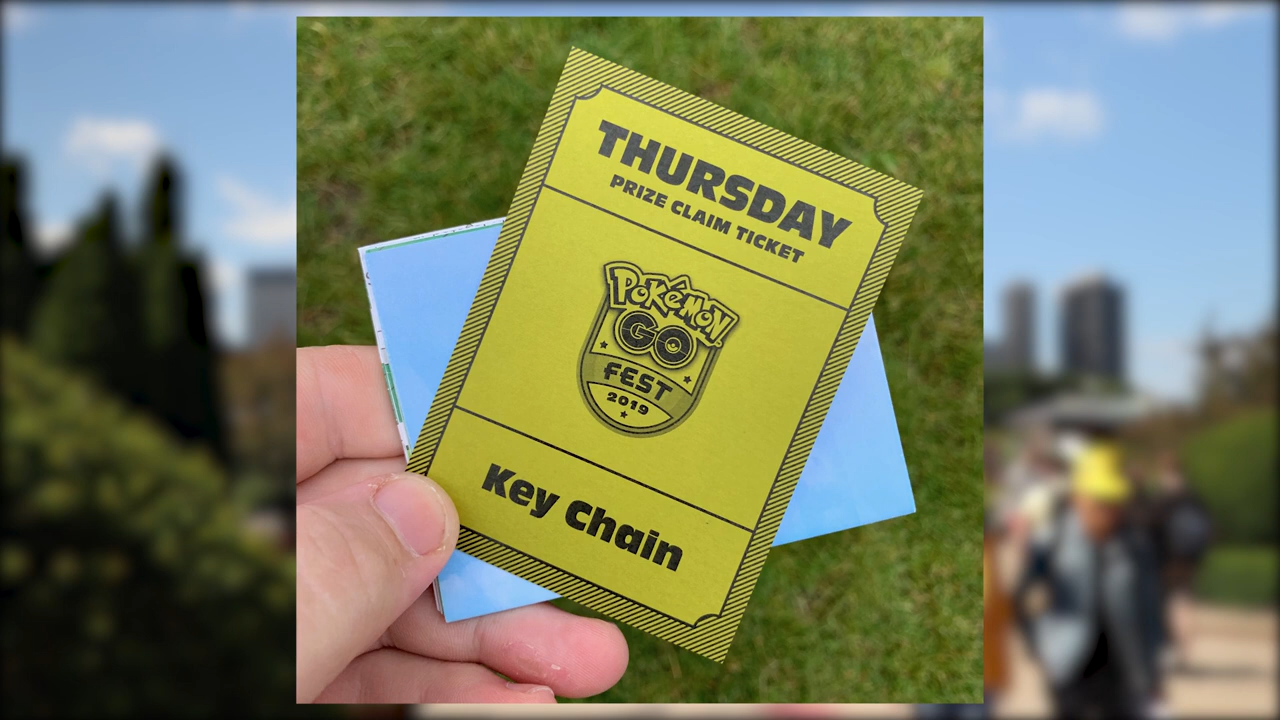 THURSDAY
PRIZE CLAIM TICKET
POKéMON
GO
FEST
2019
Key Chain